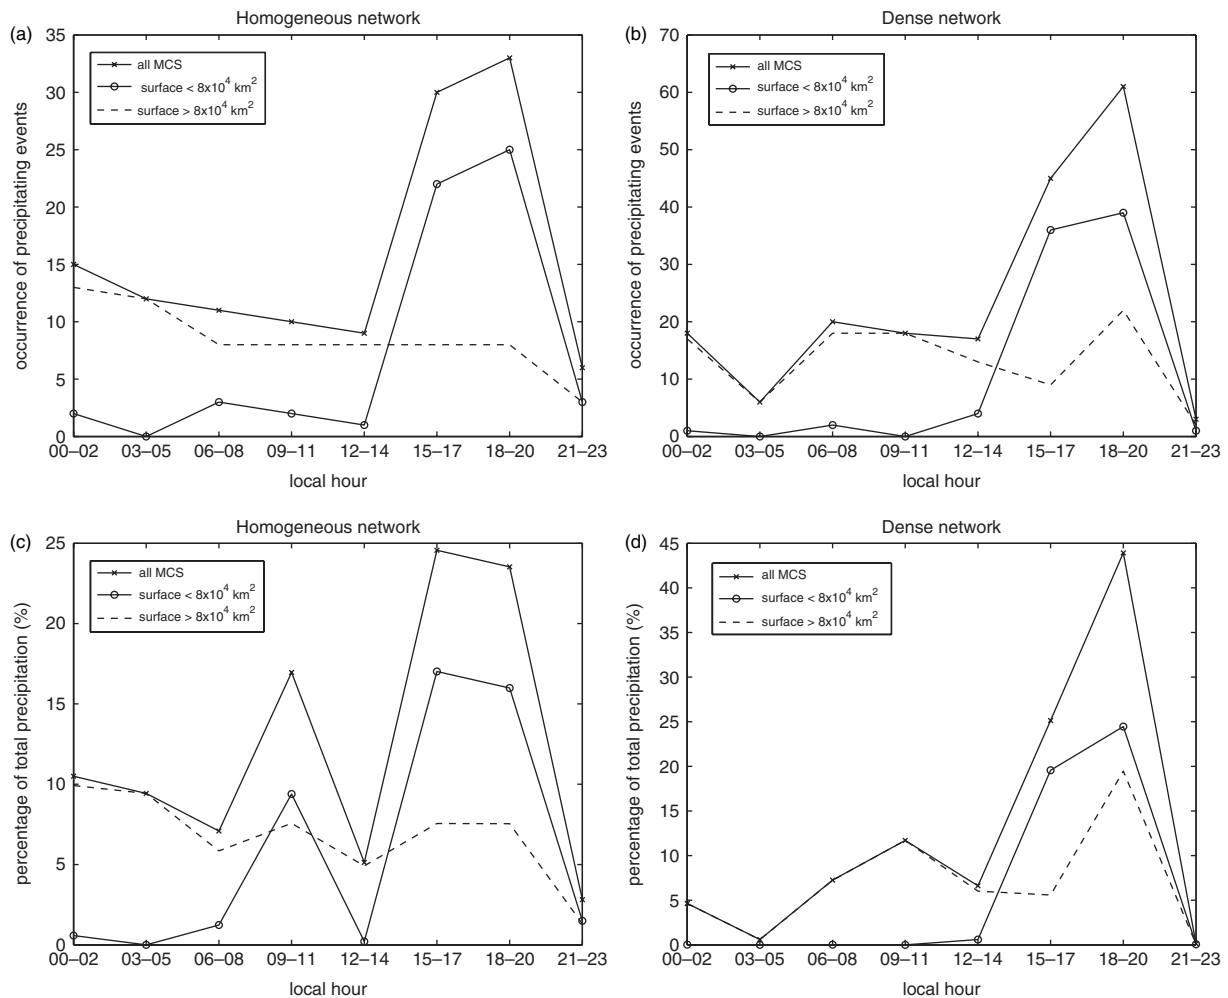 Homogeneous network
(a)
35
30
25
20
15
10
5
0
occurrence of precipitating events
all MCS
surface < 8x10^4 km^2
surface > 8x10^4 km^2
00–02 03–05 06–08 09–11 12–14 15–17 18–20 21–23
local hour
Dense network
(b)
70
60
50
40
30
20
10
0
occurrence of precipitating events
all MCS
surface < 8x10^4 km^2
surface > 8x10^4 km^2
00–02 03–05 06–08 09–11 12–14 15–17 18–20 21–23
local hour
Homogeneous network
(c)
25
20
15
10
5
0
percentage of total precipitation (%)
all MCS
surface < 8x10^4 km^2
surface > 8x10^4 km^2
00–02 03–05 06–08 09–11 12–14 15–17 18–20 21–23
local hour
Dense network
(d)
45
40
35
30
25
20
15
10
5
0
percentage of total precipitation (%)
all MCS
surface < 8x10^4 km^2
surface > 8x10^4 km^2
00–02 03–05 06–08 09–11 12–14 15–17 18–20 21–23
local hour